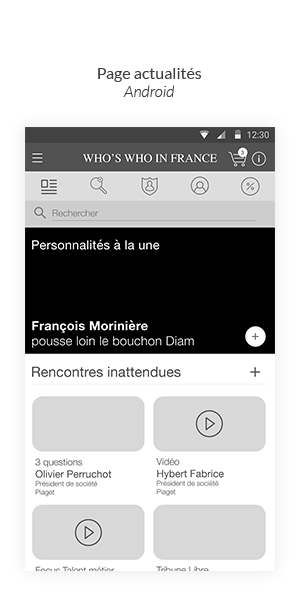 Page actualités
Android
12:30
WHO'S WHO IN FRANCE
3
i
%
Rechercher
Personnalités à la une
François Morinière
pousse loin le bouchon Diam
+
Rencontres inattendues
+
3 questions
Olivier Perruchot
Président de société
Piaget
Vidéo
Hybert Fabrice
Président de société
Piaget
Focus Talent métier
Tribune Libre